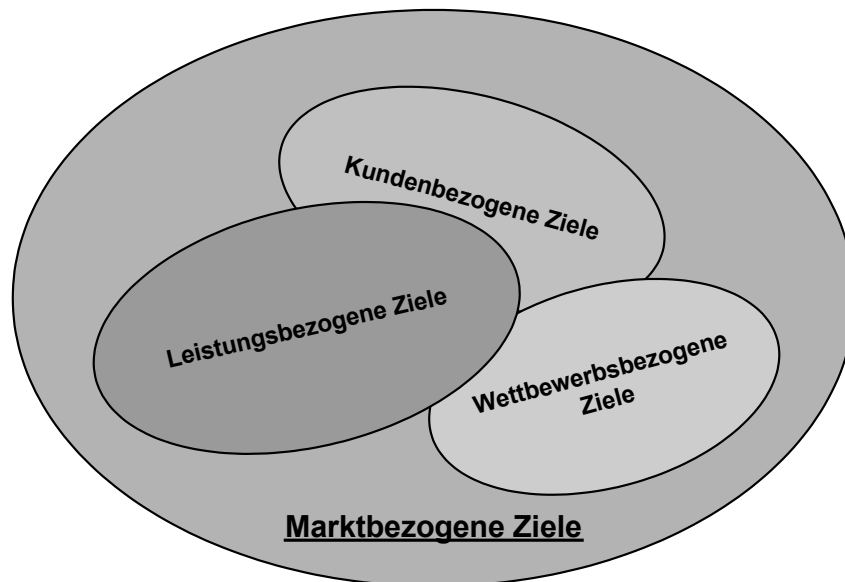 Kundenbezogene Ziele
Leistungsbezogene Ziele
Wettbewerbsbezogene
Ziele
Marktbezogene Ziele